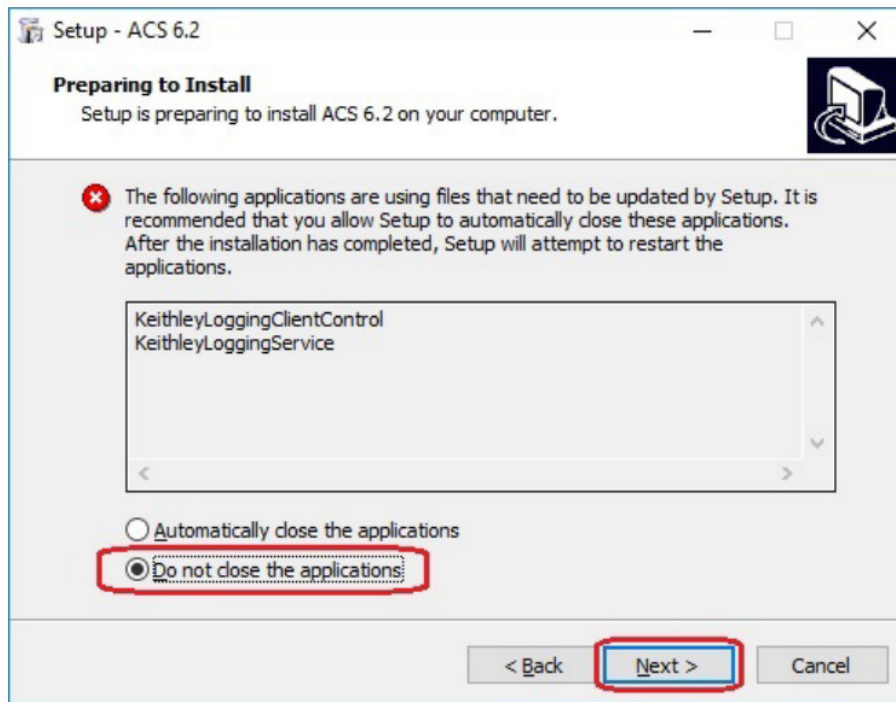 Setup - ACS 6.2
Preparing to Install
Setup is preparing to install ACS 6.2 on your computer.
The following applications are using files that need to be updated by Setup. It is
recommended that you allow Setup to automatically close these applications.
After the installation has completed, Setup will attempt to restart the
applications.
KeithleyLoggingClientControl
KeithleyLoggingService
Automatically close the applications
Do not close the applications
< Back
Next >
Cancel